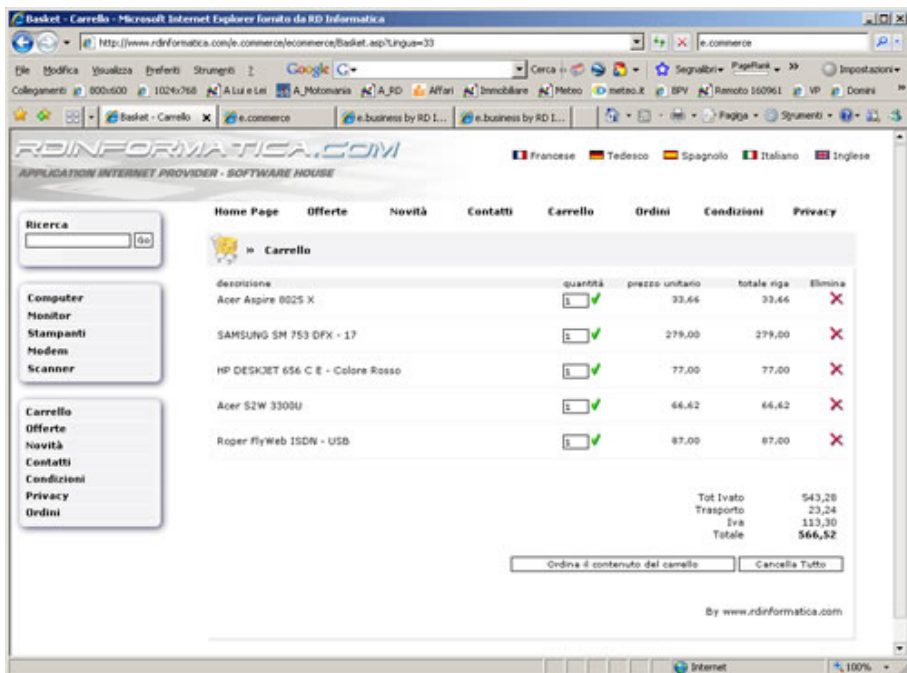 Basket - Carrello - Microsoft Internet Explorer fornito da RD Informatica
http://www.rdinformatica.com/e.commerce/ecommerce/Basket.asp?Lingua=33
e.commerce
File Modifica Visualizza Preferiti Strumenti ?
Google G
Cerca
Segnalibri PageRank
Impostazioni
Collegamenti 800x600 1024x768 A Lui e Lei A_Motomania A_RD Affari Immobiliare Meteo meteo.it BPV Remoto 160961 VP Domini
Basket - Carrello X e.commerce e.business by RD I... e.business by RD I... Pagina Strumenti
RDINFORMATICA.COM
APPLICATION INTERNET PROVIDER - SOFTWARE HOUSE
Francese Tedesco Spagnolo Italiano Inglese
Home Page Offerte Novità Contatti Carrello Ordini Condizioni Privacy
Ricerca
Go
Computer
Monitor
Stampanti
Modem
Scanner
Carrello
Offerte
Novità
Contatti
Condizioni
Privacy
Ordini
» Carrello
descrizione quantità prezzo unitario totale riga Elimina
Acer Aspire 8025 X 1 33,66 33,66
SAMSUNG SM 753 DFX - 17 1 279,00 279,00
HP DESKJET 656 C E - Colore Rosso 1 77,00 77,00
Acer S2W 3300U 1 66,62 66,62
Roper FlyWeb ISDN - USB 1 87,00 87,00
Tot Ivato 543,28
Trasporto 23,24
Iva 113,30
Totale 566,52
Ordina il contenuto del carrello Cancella Tutto
By www.rdinformatica.com
Internet 100%